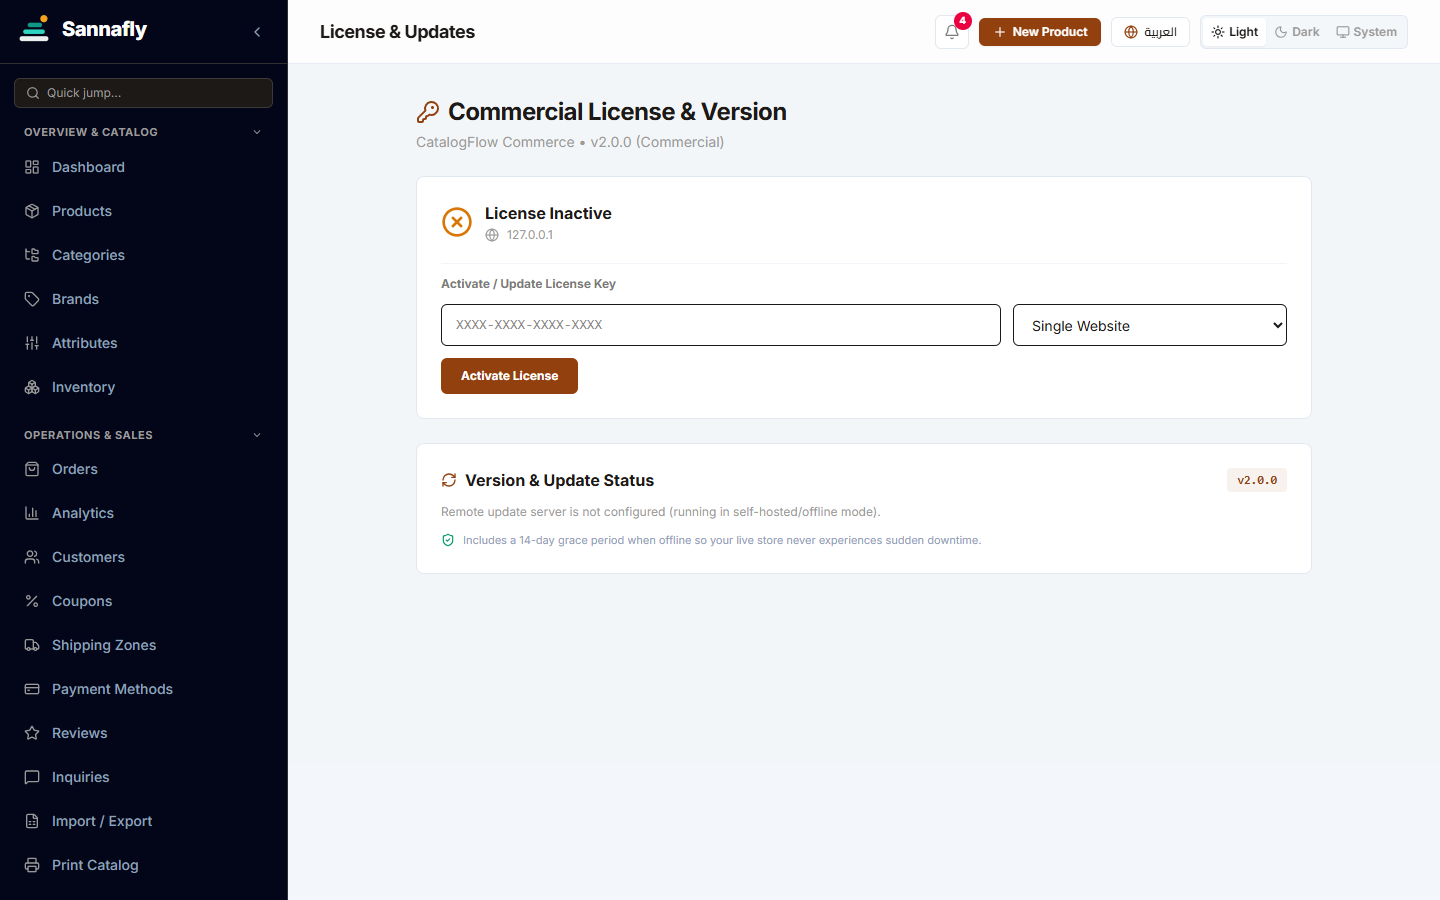 Sannafly
Quick jump...
OVERVIEW & CATALOG
Dashboard
Products
Categories
Brands
Attributes
Inventory
OPERATIONS & SALES
Orders
Analytics
Customers
Coupons
Shipping Zones
Payment Methods
Reviews
Inquiries
Import / Export
Print Catalog
License & Updates
4
New Product
العربية
Light
Dark
System
Commercial License & Version
CatalogFlow Commerce • v2.0.0 (Commercial)
License Inactive
127.0.0.1
Activate / Update License Key
XXXX-XXXX-XXXX-XXXX
Single Website
Activate License
Version & Update Status
v2.0.0
Remote update server is not configured (running in self-hosted/offline mode).
Includes a 14-day grace period when offline so your live store never experiences sudden downtime.